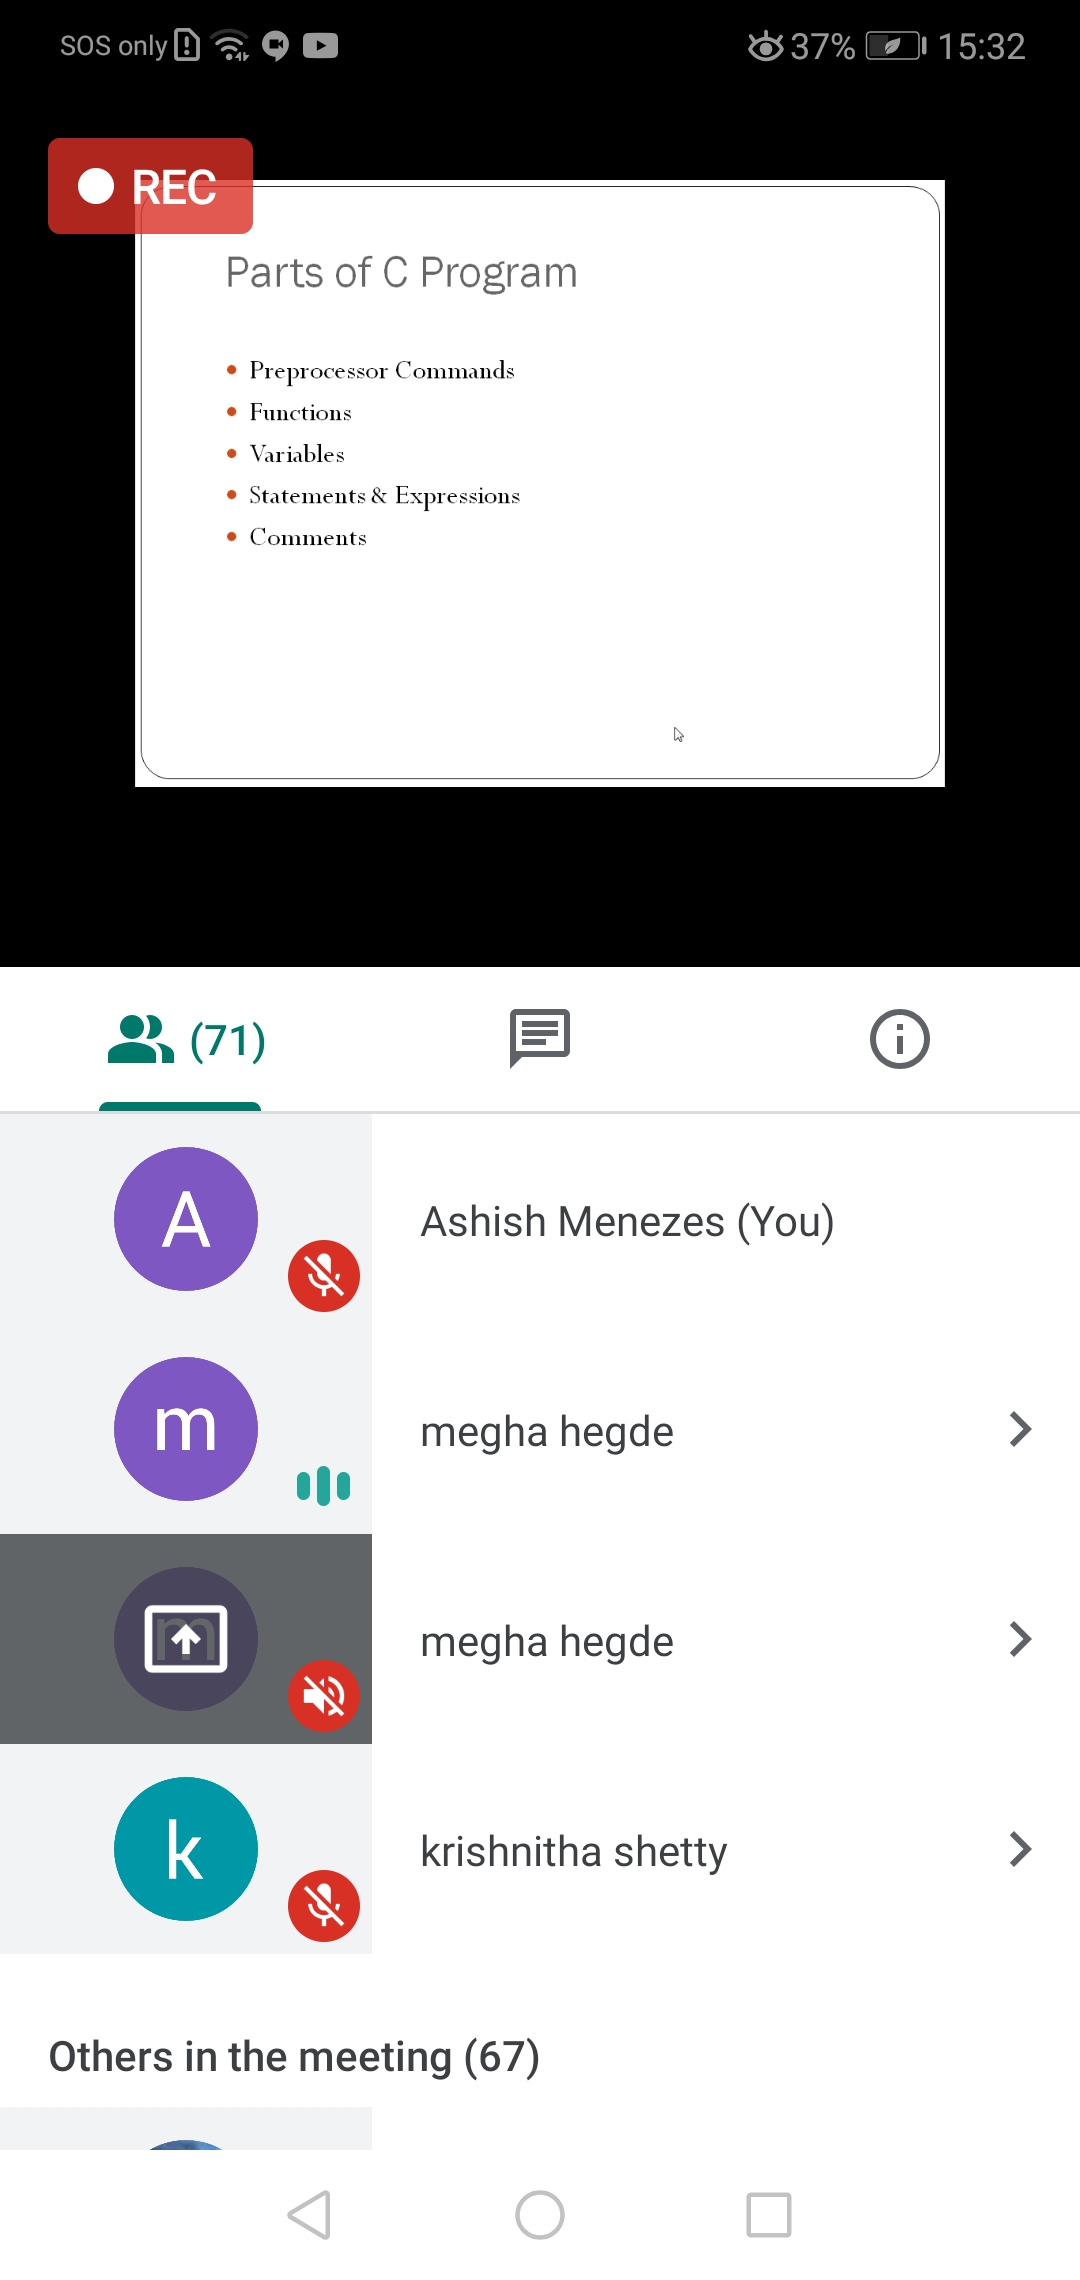 SOS only 37% 15:32
REC
Parts of C Program
Preprocessor Commands
Functions
Variables
Statements & Expressions
Comments
(71)
A
Ashish Menezes (You)
m
megha hegde
m
megha hegde
k
krishnitha shetty
Others in the meeting (67)